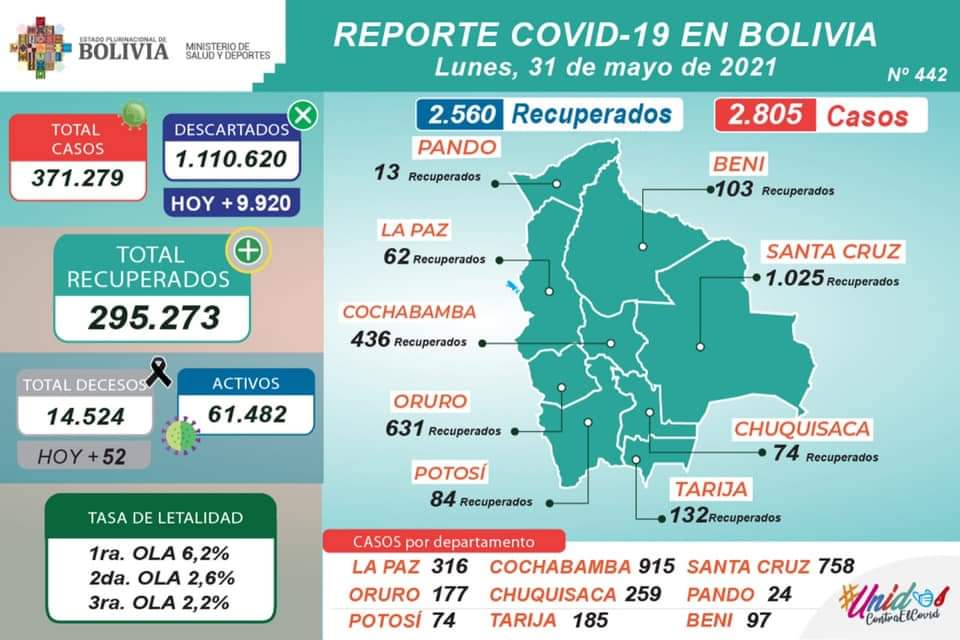 ESTADO PLURINACIONAL DE
BOLIVIA
MINISTERIO DE
SALUD Y DEPORTES
REPORTE COVID-19 EN BOLIVIA
Lunes, 31 de mayo de 2021
Nº 442
TOTAL
CASOS
371.279
DESCARTADOS
1.110.620
HOY +9.920
TOTAL
RECUPERADOS
295.273
TOTAL DECESOS
14.524
HOY +52
ACTIVOS
61.482
TASA DE LETALIDAD
1ra. OLA 6,2%
2da. OLA 2,6%
3ra. OLA 2,2%
2.560 Recuperados
2.805 Casos
PANDO
13 Recuperados
BENI
103 Recuperados
LA PAZ
62 Recuperados
SANTA CRUZ
1.025 Recuperados
COCHABAMBA
436 Recuperados
ORURO
631 Recuperados
CHUQUISACA
74 Recuperados
POTOSÍ
84 Recuperados
TARIJA
132 Recuperados
CASOS por departamento
LA PAZ 316 COCHABAMBA 915 SANTA CRUZ 758
ORURO 177 CHUQUISACA 259 PANDO 24
POTOSÍ 74 TARIJA 185 BENI 97
#Unidos
ContraElCovid